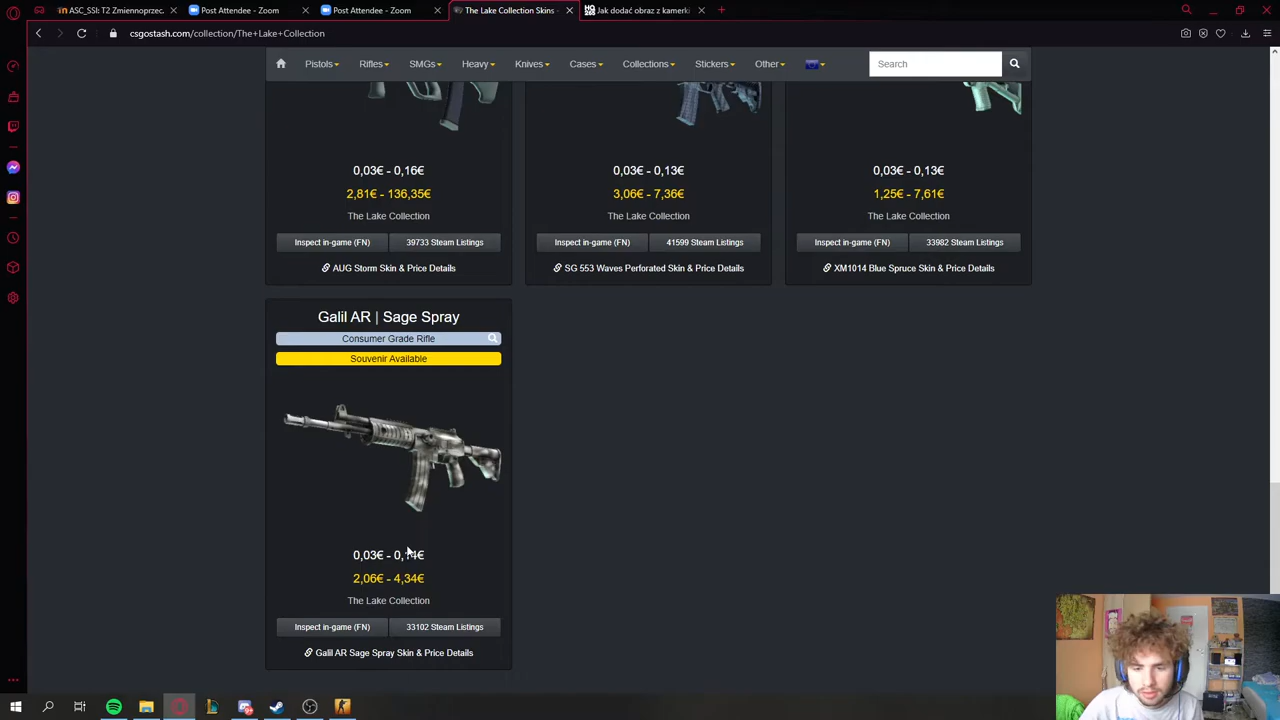 ASC_SSI: T2 Zmiennoprzec.
Post Attendee - Zoom
Post Attendee - Zoom
The Lake Collection Skins -
Jak dodać obraz z kamerki
csgostash.com/collection/The+Lake+Collection
Pistols
Rifles
SMGs
Heavy
Knives
Cases
Collections
Stickers
Other
Search
0,03€ - 0,16€
0,03€ - 0,13€
0,03€ - 0,13€
2,81€ - 136,35€
3,06€ - 7,36€
1,25€ - 7,61€
The Lake Collection
The Lake Collection
The Lake Collection
Inspect in-game (FN)
39733 Steam Listings
Inspect in-game (FN)
41599 Steam Listings
Inspect in-game (FN)
33982 Steam Listings
AUG Storm Skin & Price Details
SG 553 Waves Perforated Skin & Price Details
XM1014 Blue Spruce Skin & Price Details
Galil AR | Sage Spray
Consumer Grade Rifle
Souvenir Available
0,03€ - 0,14€
2,06€ - 4,34€
The Lake Collection
Inspect in-game (FN)
33102 Steam Listings
Galil AR Sage Spray Skin & Price Details